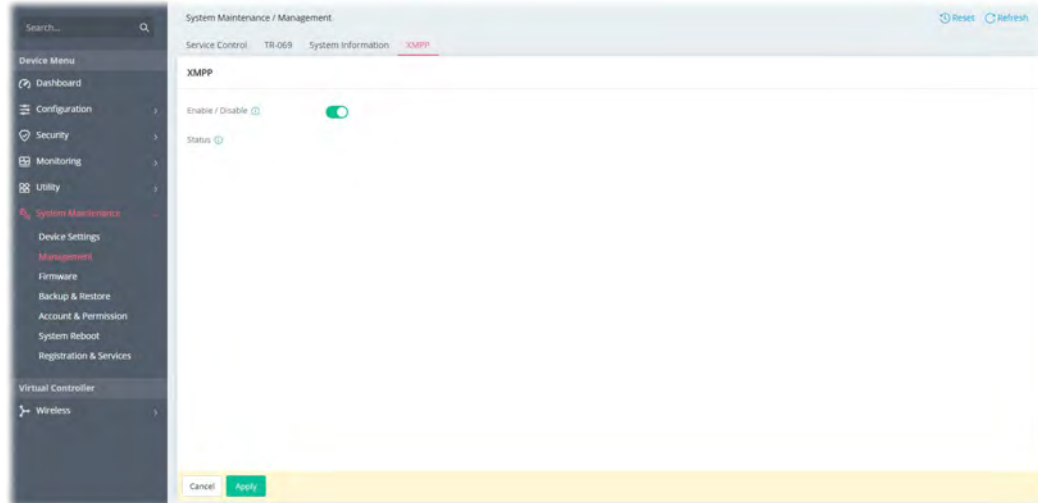 Search...
Device Menu
Dashboard
Configuration
Security
Monitoring
Utility
System Maintenance
Device Settings
Management
Firmware
Backup & Restore
Account & Permission
System Reboot
Registration & Services
Virtual Controller
Wireless
System Maintenance / Management
Reset
Refresh
Service Control TR-069 System Information XMPP
XMPP
Enable / Disable
Status
Cancel Apply